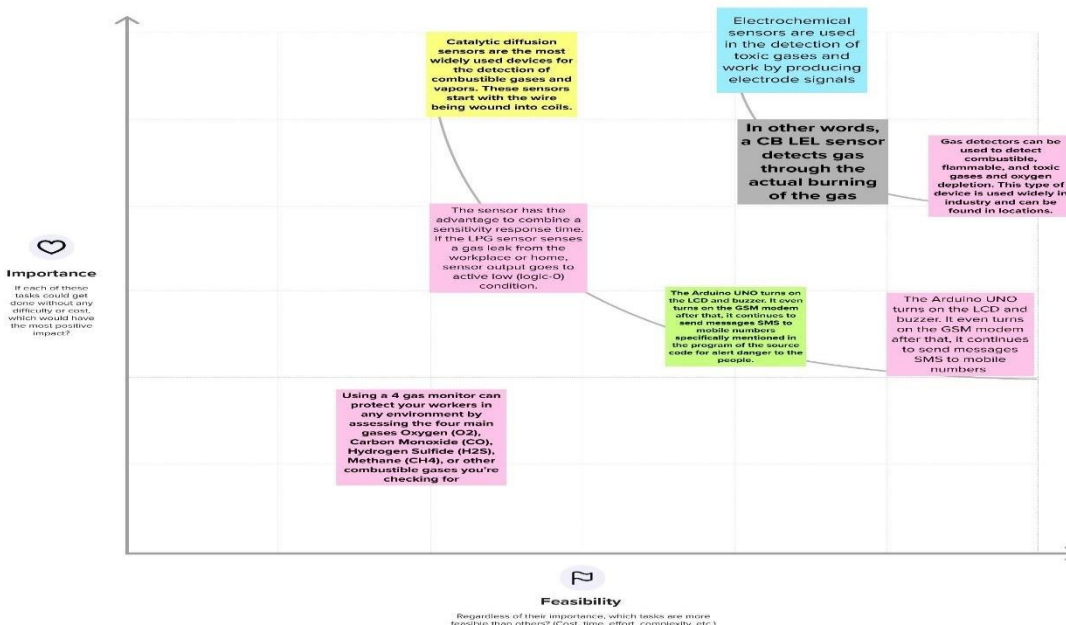 Catalytic diffusion
sensors are the most
widely used devices for
the detection of
combustible gases and
vapors. These sensors
start with the wire
being wound into coils.
Electrochemical
sensors are used
in the detection of
toxic gases and
work by producing
electrode signals
In other words,
a CB LEL sensor
detects gas
through the
actual burning
of the gas
Gas detectors can be
used to detect
combustible,
flammable, and toxic
gases and oxygen
depletion. This type of
device is used widely in
industry and can be
found in locations.
The sensor has the
advantage to combine a
sensitivity response time.
If the LPG sensor senses
a gas leak from the
workplace or home,
sensor output goes to
active low (logic-0)
condition.
Importance
If each of these
tasks could get
done without any
difficulty or cost,
which would have
the most positive
impact?
The Arduino UNO turns on
the LCD and buzzer. It even
turns on the GSM modem
after that, it continues to
send messages SMS to
mobile numbers
specifically mentioned in
the program of the source
code for alert danger to the
people.
The Arduino UNO
turns on the LCD and
buzzer. It even turns
on the GSM modem
after that, it continues
to send messages
SMS to mobile
numbers
Using a 4 gas monitor can
protect your workers in
any environment by
assessing the four main
gases Oxygen (O2),
Carbon Monoxide (CO),
Hydrogen Sulfide (H2S),
Methane (CH4), or other
combustible gases you're
checking for
Feasibility
Regardless of their importance, which tasks are more
feasible than others? (Cost, time, effort, complexity, etc.)